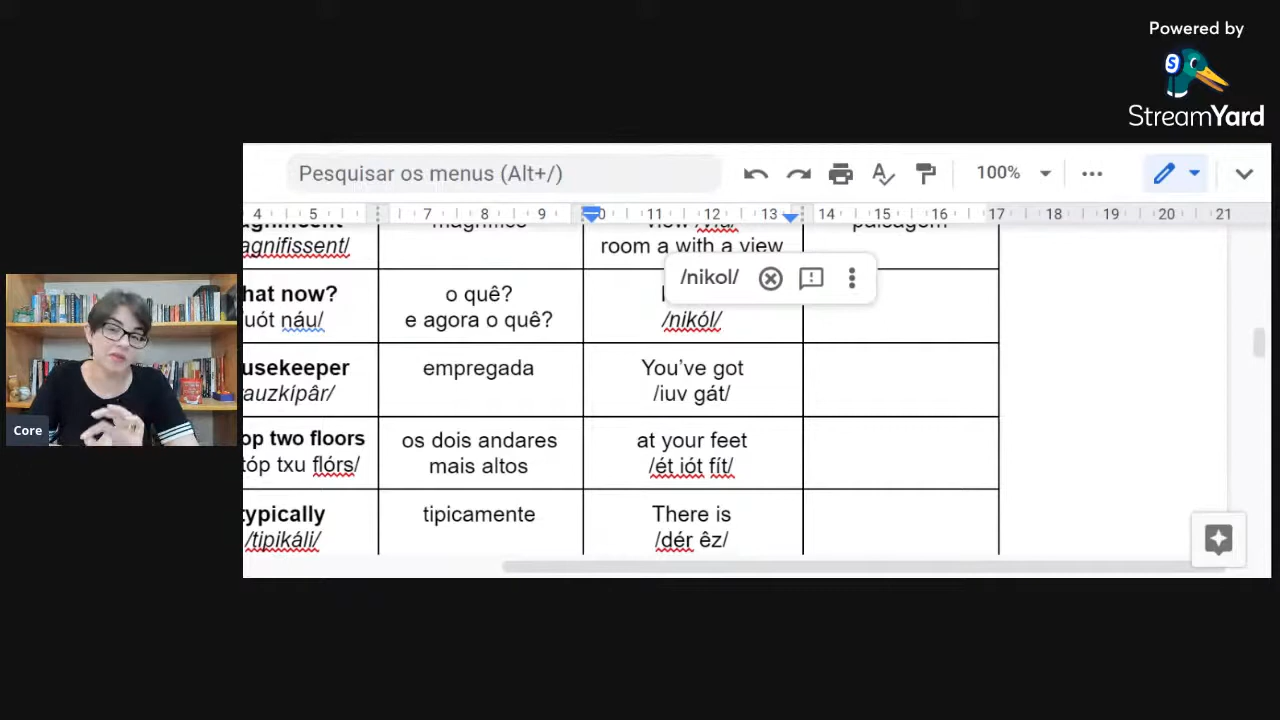 Powered by
StreamYard
Pesquisar os menus (Alt+/)
100%
4 5 7 8 9 11 12 13 14 15 16 17 18 19 20 21
room a with a view
/nikol/
hat now?
uót náu/
o quê?
e agora o quê?
/nikól/
usekeeper
auzkípâr/
empregada
You've got
/iuv gát/
op two floors
tóp txu flórs/
os dois andares
mais altos
at your feet
/ét iót fít/
typically
/tipikáli/
tipicamente
There is
/dér êz/
agnifissent/
Core